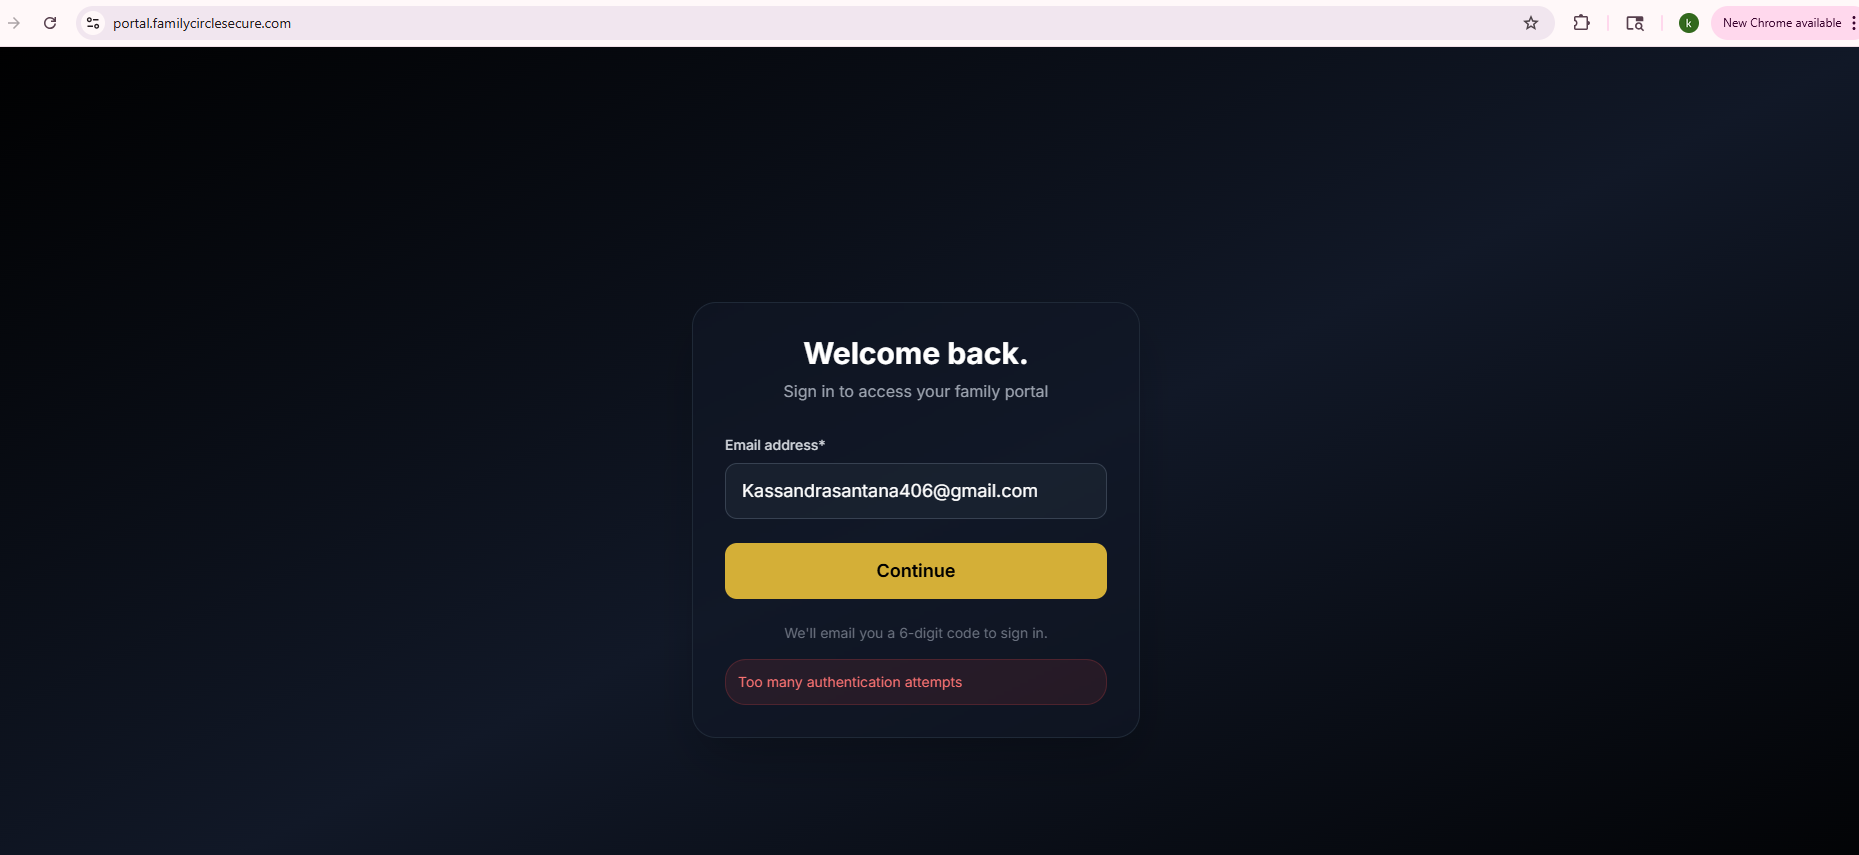 portal.familycirclesecure.com
k
New Chrome available
Welcome back.
Sign in to access your family portal
Email address*
Kassandrasantana406@gmail.com
Continue
We'll email you a 6-digit code to sign in.
Too many authentication attempts